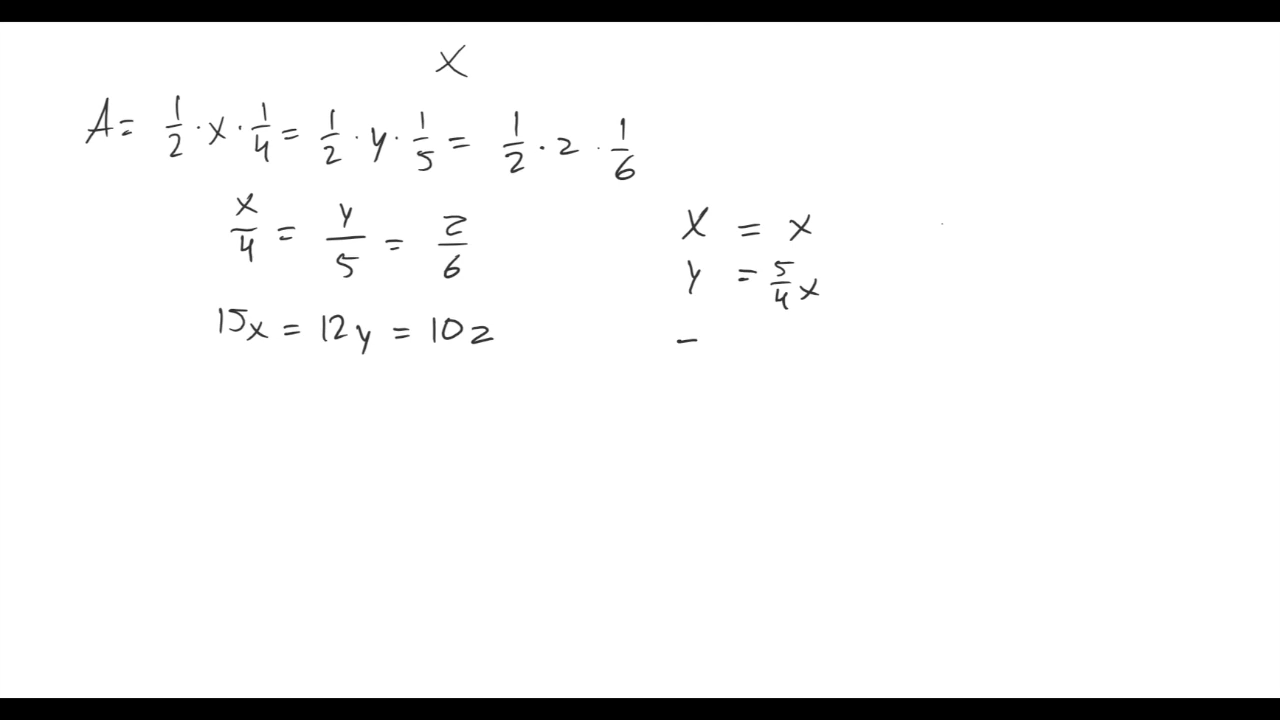 x
A = 1/2 · x · 1/4 = 1/2 · y · 1/5 = 1/2 · z · 1/6
x/4 = y/5 = z/6
15x = 12y = 10z
x = x
y = 5/4 x